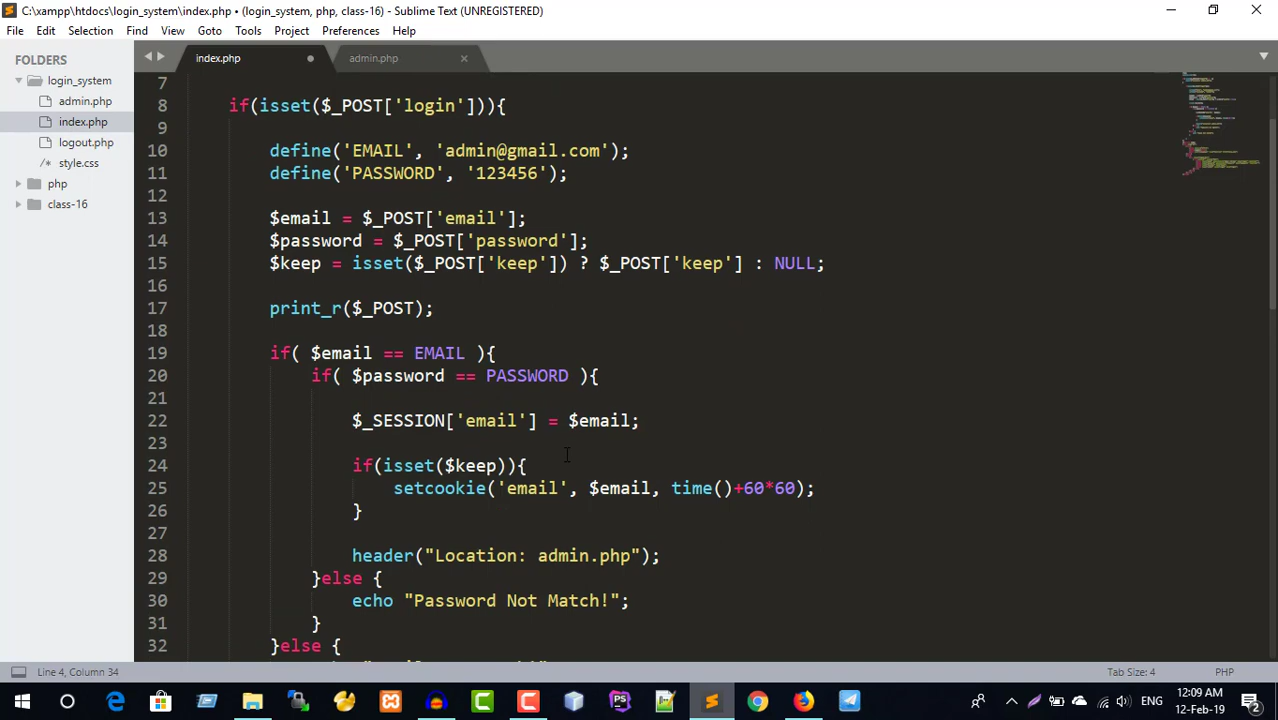 C:\xampp\htdocs\login_system\index.php • (login_system, php, class-16) - Sublime Text (UNREGISTERED)
File Edit Selection Find View Goto Tools Project Preferences Help
FOLDERS
login_system
admin.php
index.php
logout.php
style.css
php
class-16
index.php
admin.php
7
8 if(isset($_POST['login'])){
9
10 define('EMAIL', 'admin@gmail.com');
11 define('PASSWORD', '123456');
12
13 $email = $_POST['email'];
14 $password = $_POST['password'];
15 $keep = isset($_POST['keep']) ? $_POST['keep'] : NULL;
16
17 print_r($_POST);
18
19 if( $email == EMAIL ){
20 if( $password == PASSWORD ){
21
22 $_SESSION['email'] = $email;
23
24 if(isset($keep)){
25 setcookie('email', $email, time()+60*60);
26 }
27
28 header("Location: admin.php");
29 }else {
30 echo "Password Not Match!";
31 }
32 }else {
Line 4, Column 34
Tab Size: 4
PHP
ENG
12:09 AM
12-Feb-19
2